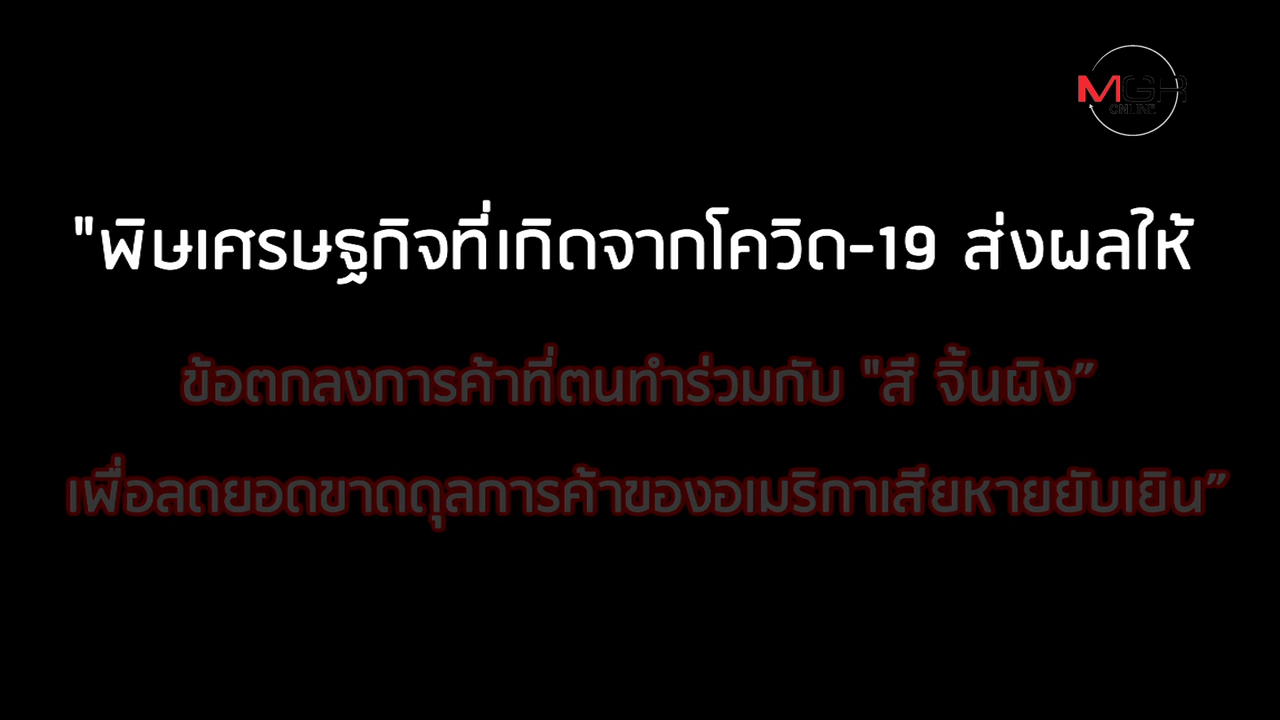 MGR
ONLINE
"พิษเศรษฐกิจที่เกิดจากโควิด-19 ส่งผลให้
ข้อตกลงการค้าที่ตนทำร่วมกับ "สี จิ้นผิง”
เพื่อลดยอดขาดดุลการค้าของอเมริกาเสียหายยับเยิน”